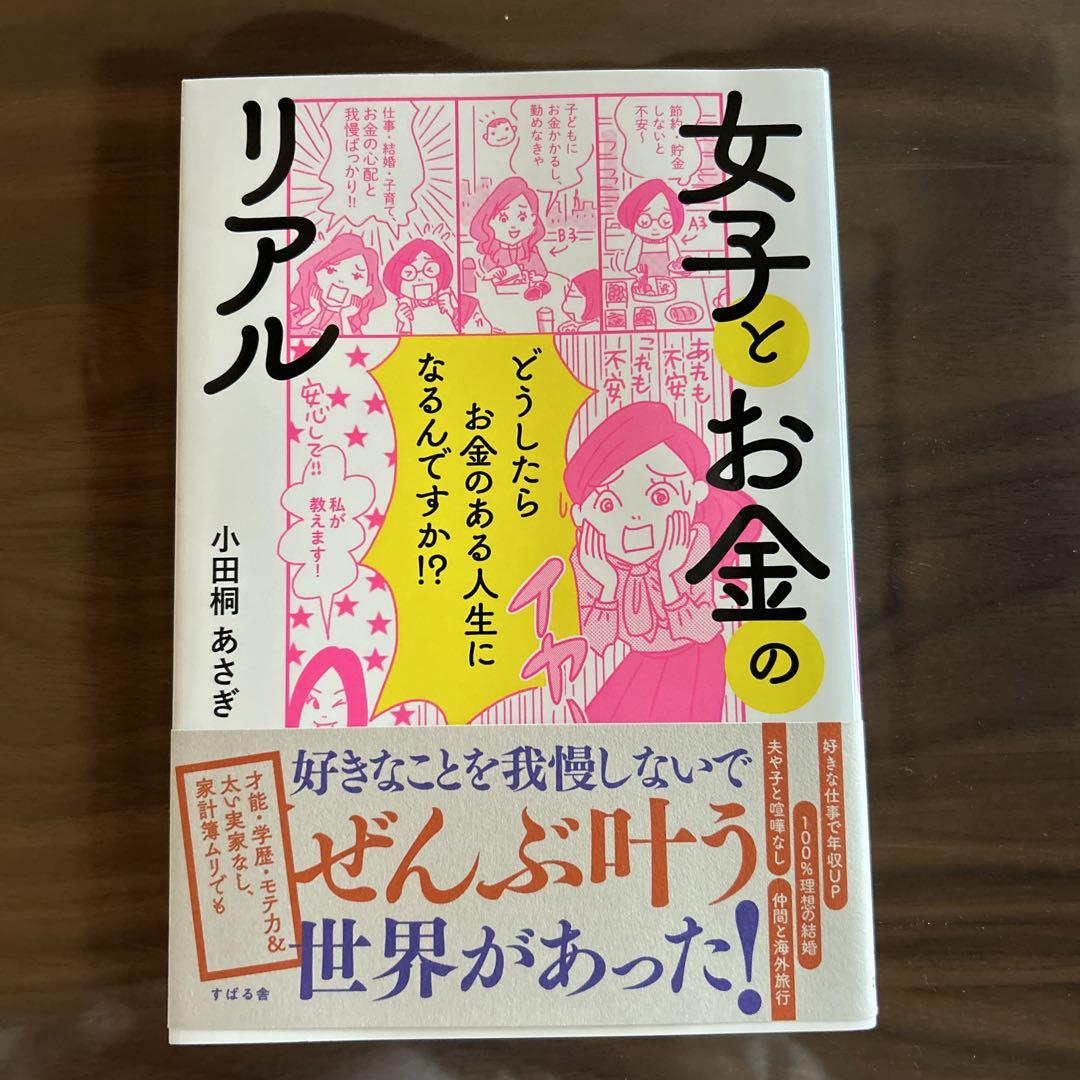 女子とお金の
リアル
節約・貯金
しないと
不安〜
A子
子どもに
お金かかるし、
勤めなきゃ
B子
仕事・結婚・子育て、
お金の心配と
我慢ばっかり!!
あれも
不安
これも
不安
どうしたら
お金のある人生に
なるんですか!?
イヤー
安心して!!
私が
教えます!
小田桐 あさぎ
好きな仕事で年収UP
100%理想の結婚
夫や子と喧嘩なし
仲間と海外旅行
好きなことを我慢しないで
ぜんぶ叶う
世界があった!
才能・学歴・モテ力&
太い実家なし、
家計簿ムリでも
すばる舎